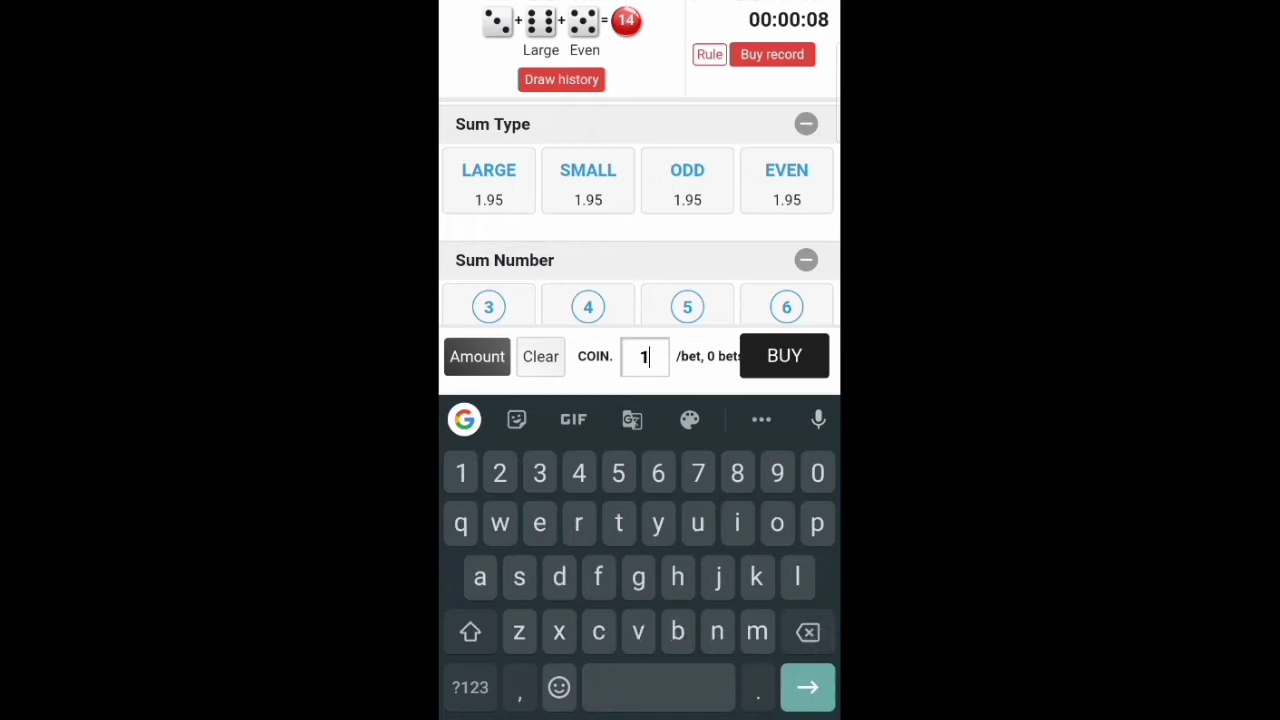 + + = 14
Large Even
Draw history
00:00:08
Rule Buy record
Sum Type
LARGE SMALL ODD EVEN
1.95 1.95 1.95 1.95
Sum Number
3 4 5 6
Amount Clear COIN. 1 /bet, 0 bets BUY
G GIF
1 2 3 4 5 6 7 8 9 0
q w e r t y u i o p
a s d f g h j k l
z x c v b n m
?123 , .